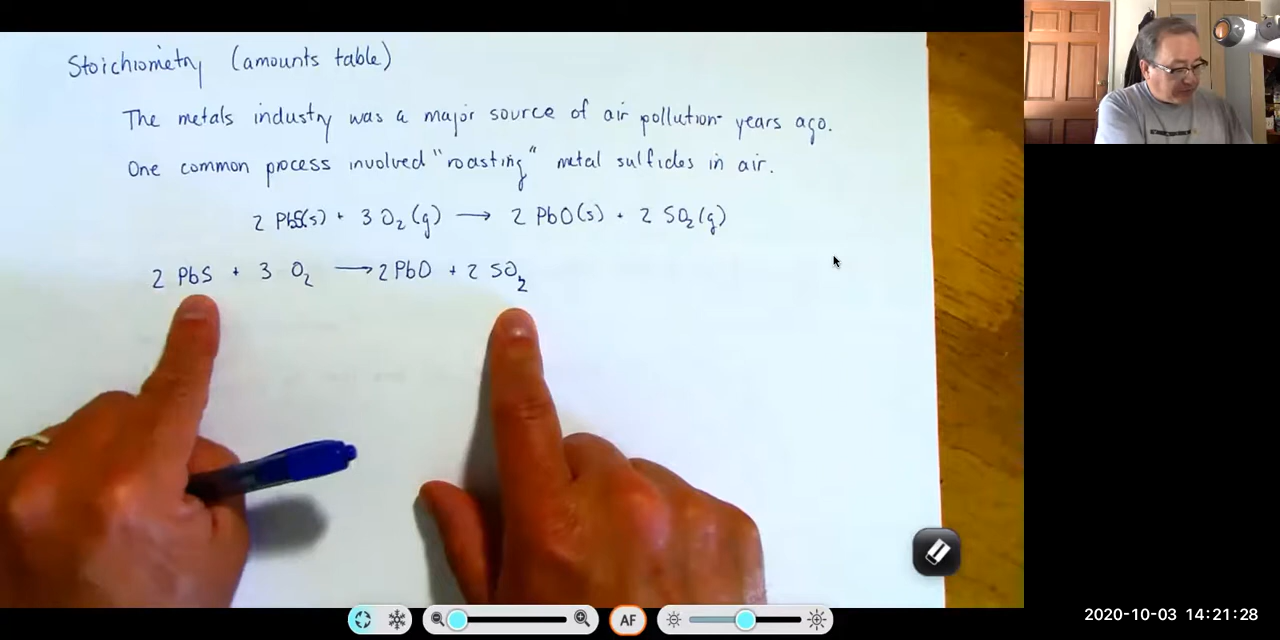 Stoichiometry (amounts table)
The metals industry was a major source of air pollution years ago.
One common process involved "roasting" metal sulfides in air.
2 PbS(s) + 3 O₂(g) → 2 PbO(s) + 2 SO₂(g)
2 PbS + 3 O₂ → 2 PbO + 2 SO₂
AF
2020-10-03 14:21:28